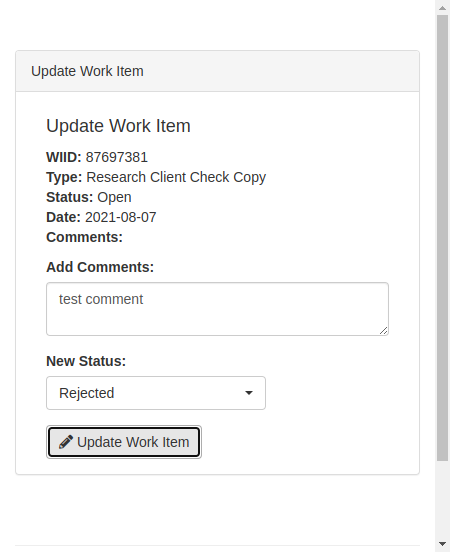 Update Work Item
Update Work Item
WIID: 87697381
Type: Research Client Check Copy
Status: Open
Date: 2021-08-07
Comments:
Add Comments:
test comment
New Status:
Rejected
Update Work Item